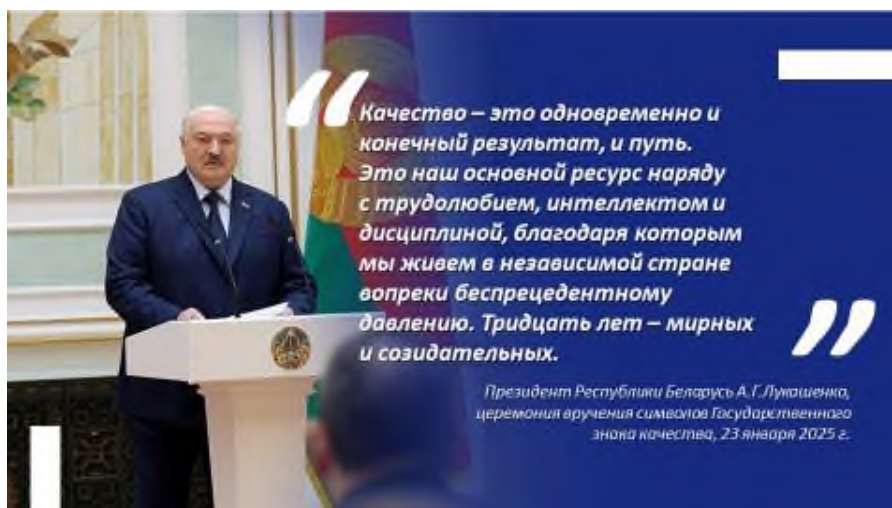 “
Качество – это одновременно и
конечный результат, и путь.
Это наш основной ресурс наряду
с трудолюбием, интеллектом и
дисциплиной, благодаря которым
мы живем в независимой стране
вопреки беспрецедентному
давлению. Тридцать лет – мирных
и созидательных.
”
Президент Республики Беларусь А.Г.Лукашенко,
церемония вручения символов Государственного
знака качества, 23 января 2025 г.